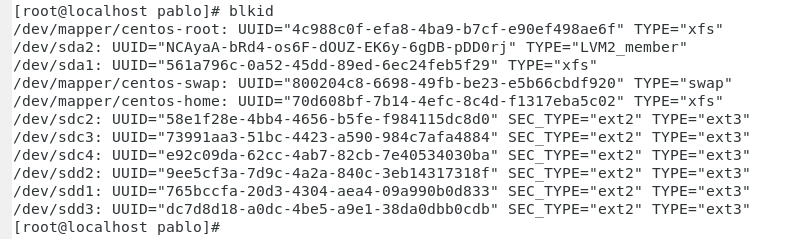 [root@localhost pablo]# blkid
/dev/mapper/centos-root: UUID="4c988c0f-efa8-4ba9-b7cf-e90ef498ae6f" TYPE="xfs"
/dev/sda2: UUID="NCAyaA-bRd4-os6F-dOUZ-EK6y-6gDB-pDD0rj" TYPE="LVM2_member"
/dev/sda1: UUID="561a796c-0a52-45dd-89ed-6ec24feb5f29" TYPE="xfs"
/dev/mapper/centos-swap: UUID="800204c8-6698-49fb-be23-e5b66cbdf920" TYPE="swap"
/dev/mapper/centos-home: UUID="70d608bf-7b14-4efc-8c4d-f1317eba5c02" TYPE="xfs"
/dev/sdc2: UUID="58e1f28e-4bb4-4656-b5fe-f984115dc8d0" SEC_TYPE="ext2" TYPE="ext3"
/dev/sdc3: UUID="73991aa3-51bc-4423-a590-984c7afa4884" SEC_TYPE="ext2" TYPE="ext3"
/dev/sdc4: UUID="e92c09da-62cc-4ab7-82cb-7e40534030ba" SEC_TYPE="ext2" TYPE="ext3"
/dev/sdd2: UUID="9ee5cf3a-7d9c-4a2a-840c-3eb14317318f" SEC_TYPE="ext2" TYPE="ext3"
/dev/sdd1: UUID="765bccfa-20d3-4304-aea4-09a990b0d833" SEC_TYPE="ext2" TYPE="ext3"
/dev/sdd3: UUID="dc7d8d18-a0dc-4be5-a9e1-38da0dbb0cdb" SEC_TYPE="ext2" TYPE="ext3"
[root@localhost pablo]#